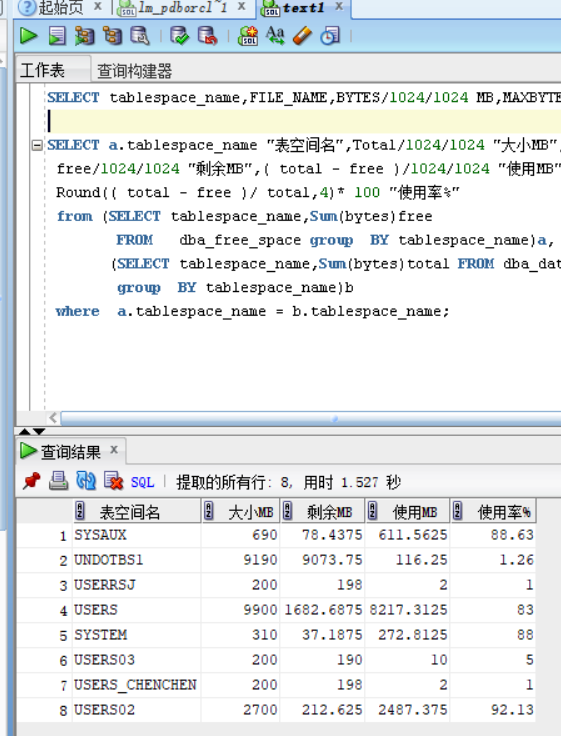 起始页 × lm_pdborcl~1 × text1 ×
工作表 查询构建器
SELECT tablespace_name,FILE_NAME,BYTES/1024/1024 MB,MAXBYTE
SELECT a.tablespace_name "表空间名",Total/1024/1024 "大小MB",
free/1024/1024 "剩余MB",( total - free )/1024/1024 "使用MB"
Round(( total - free )/ total,4)* 100 "使用率%"
from (SELECT tablespace_name,Sum(bytes)free
FROM dba_free_space group BY tablespace_name)a,
(SELECT tablespace_name,Sum(bytes)total FROM dba_dat
group BY tablespace_name)b
where a.tablespace_name = b.tablespace_name;
查询结果 ×
SQL | 提取的所有行: 8, 用时 1.527 秒
表空间名 大小MB 剩余MB 使用MB 使用率%
1 SYSAUX 690 78.4375 611.5625 88.63
2 UNDOTBS1 9190 9073.75 116.25 1.26
3 USERRSJ 200 198 2 1
4 USERS 9900 1682.6875 8217.3125 83
5 SYSTEM 310 37.1875 272.8125 88
6 USERS03 200 190 10 5
7 USERS_CHENCHEN 200 198 2 1
8 USERS02 2700 212.625 2487.375 92.13